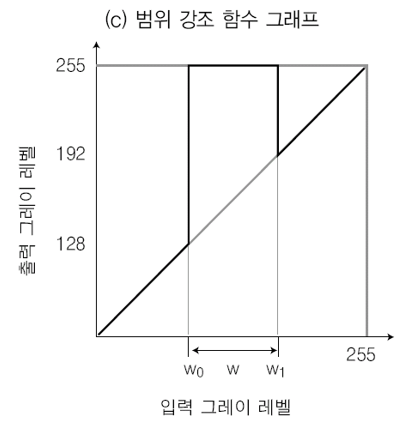 (c) 범위 강조 함수 그래프
255
192
128
출력 그레이 레벨
w0 w w1
255
입력 그레이 레벨